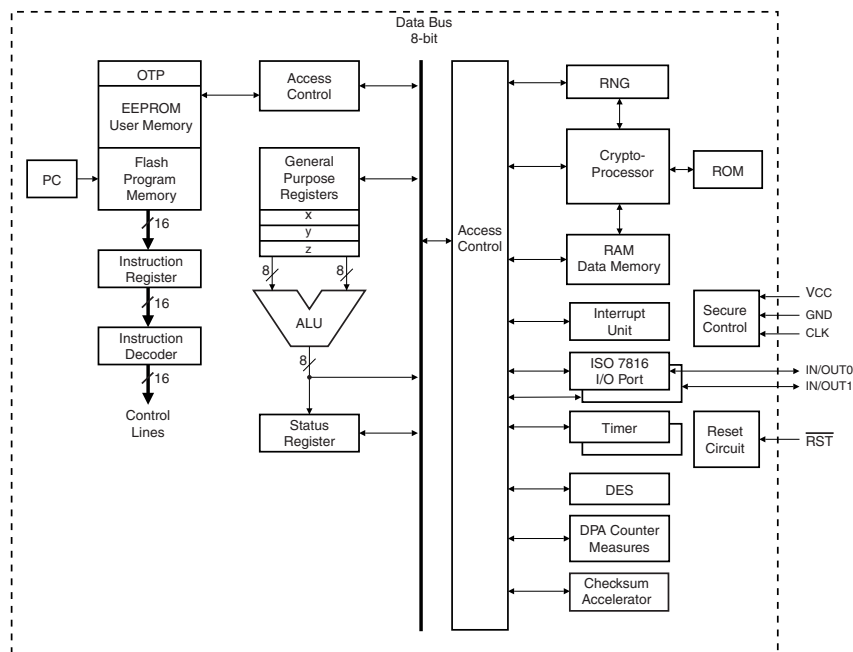 Data Bus
8-bit
OTP
EEPROM
User Memory
Flash
Program
Memory
PC
16
Instruction
Register
16
Instruction
Decoder
16
Control
Lines
Access
Control
General
Purpose
Registers
x
y
z
8
8
ALU
8
Status
Register
Access
Control
RNG
Crypto-
Processor
ROM
RAM
Data Memory
Interrupt
Unit
Secure
Control
VCC
GND
CLK
ISO 7816
I/O Port
IN/OUT0
IN/OUT1
Timer
Reset
Circuit
RST
DES
DPA Counter
Measures
Checksum
Accelerator